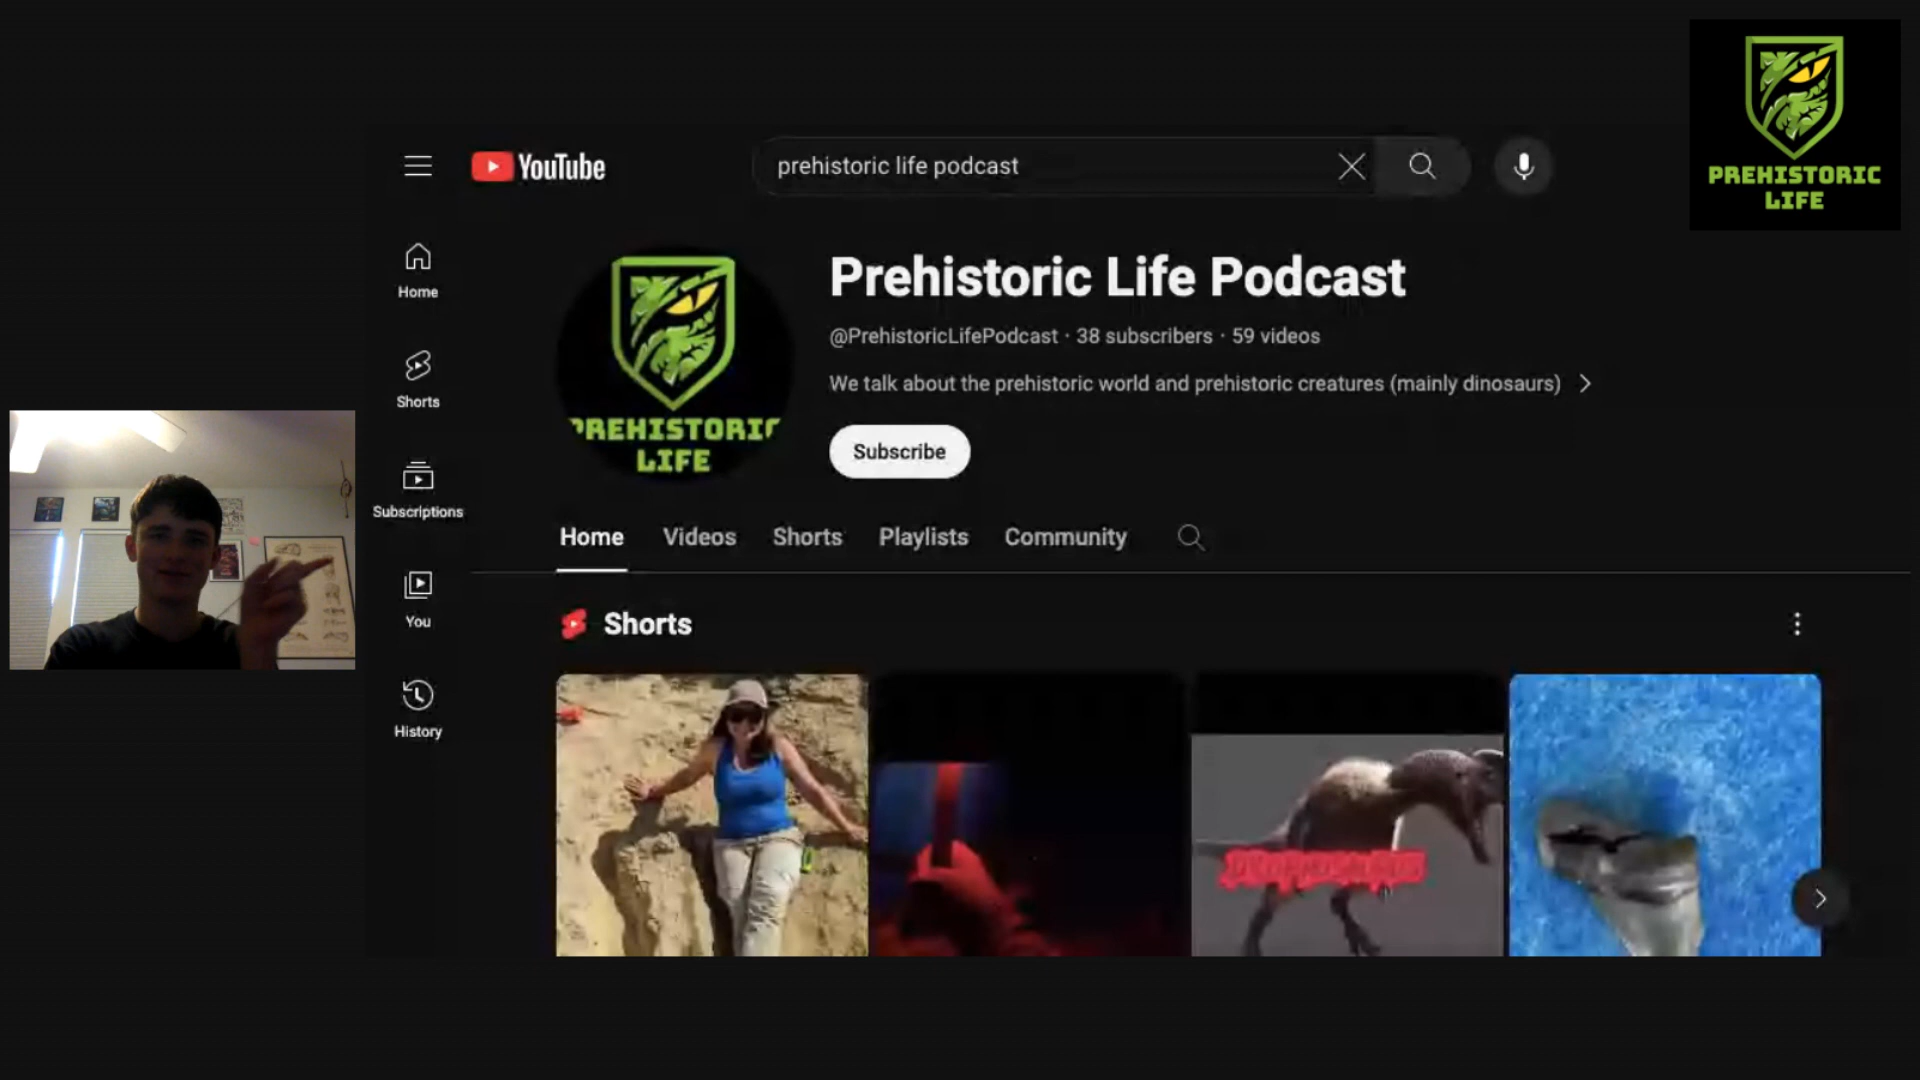 YouTube
prehistoric life podcast
PREHISTORIC
LIFE
Home
Shorts
Subscriptions
You
History
PREHISTORIC
LIFE
Prehistoric Life Podcast
@PrehistoricLifePodcast · 38 subscribers · 59 videos
We talk about the prehistoric world and prehistoric creatures (mainly dinosaurs)
Subscribe
Home Videos Shorts Playlists Community
Shorts